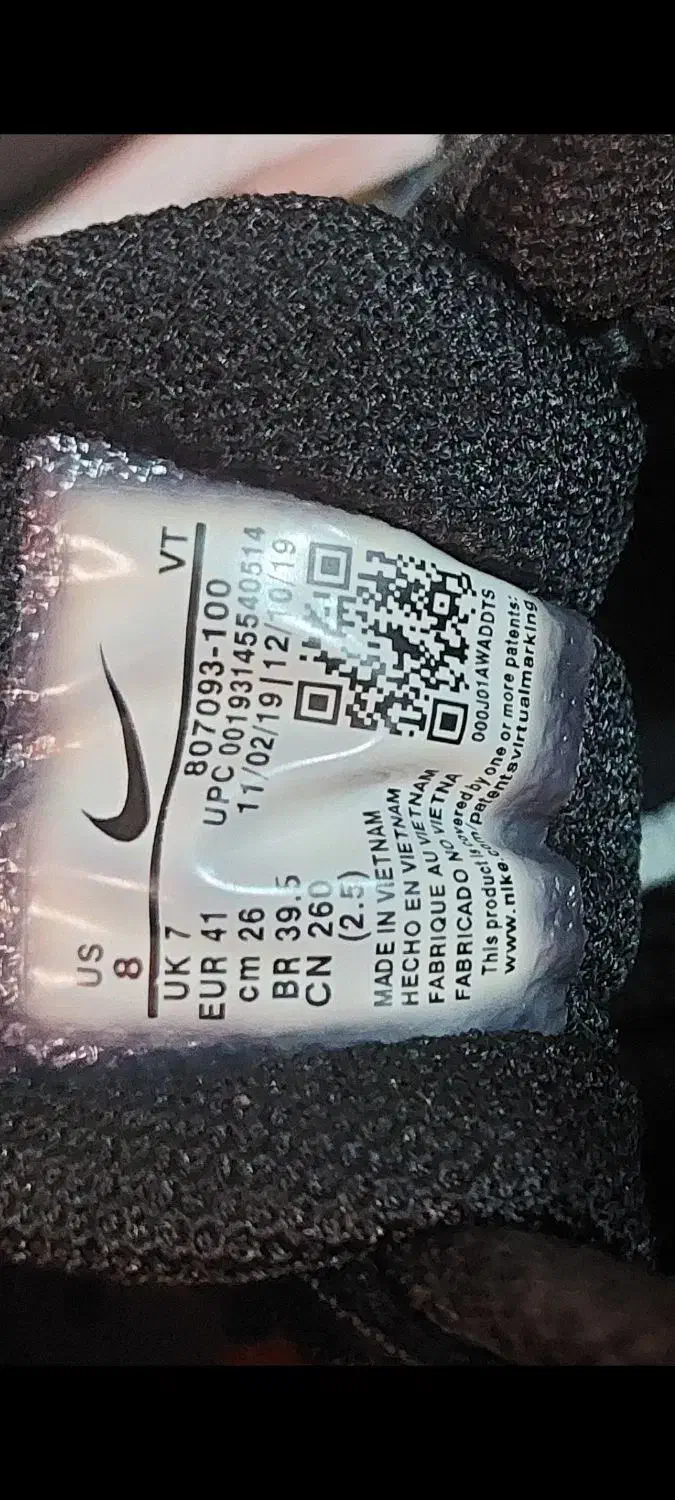 US
8
VT
UK 7
EUR 41
cm 26
BR 39.5
CN 260
(2.5)
807093-100
UPC 00193145540514
11/02/19 | 12/10/19
MADE IN VIETNAM
HECHO EN VIETNAM
FABRIQUE AU VIETNAM
FABRICADO NO VIETNA
000J01AWADDTS
This product is covered by one or more patents:
www.nike.com/patentsvirtualmarking